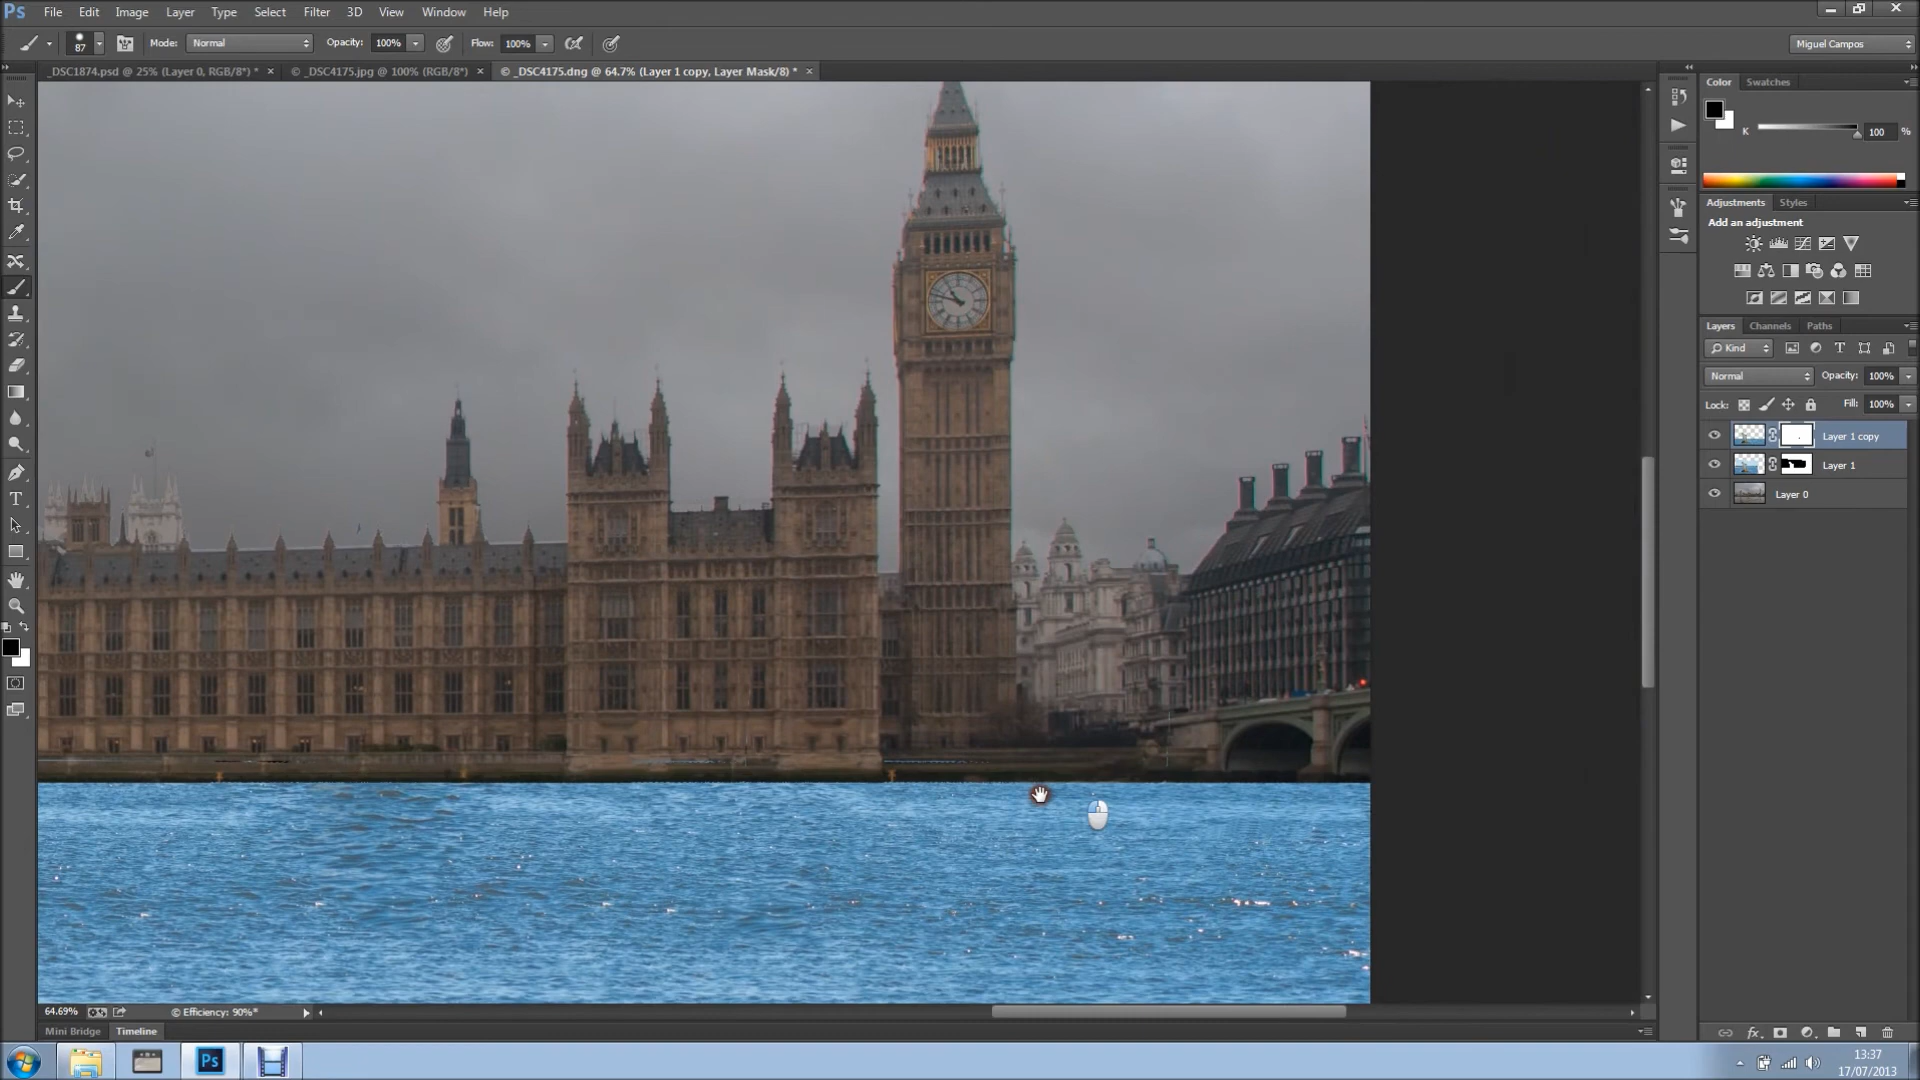 Ps File Edit Image Layer Type Select Filter 3D View Window Help
87 Mode: Normal Opacity: 100% Flow: 100% Miguel Campos
_DSC1874.psd @ 25% (Layer 0, RGB/8*) * × © _DSC4175.jpg @ 100% (RGB/8*) × © _DSC4175.dng @ 64.7% (Layer 1 copy, Layer Mask/8) * ×
Color Swatches
K 100 %
Adjustments Styles
Add an adjustment
Layers Channels Paths
Kind T
Normal Opacity: 100%
Lock: Fill: 100%
Layer 1 copy
Layer 1
Layer 0
T
64.69% © Efficiency: 90%*
fx
Mini Bridge Timeline
Ps
13:37
17/07/2013